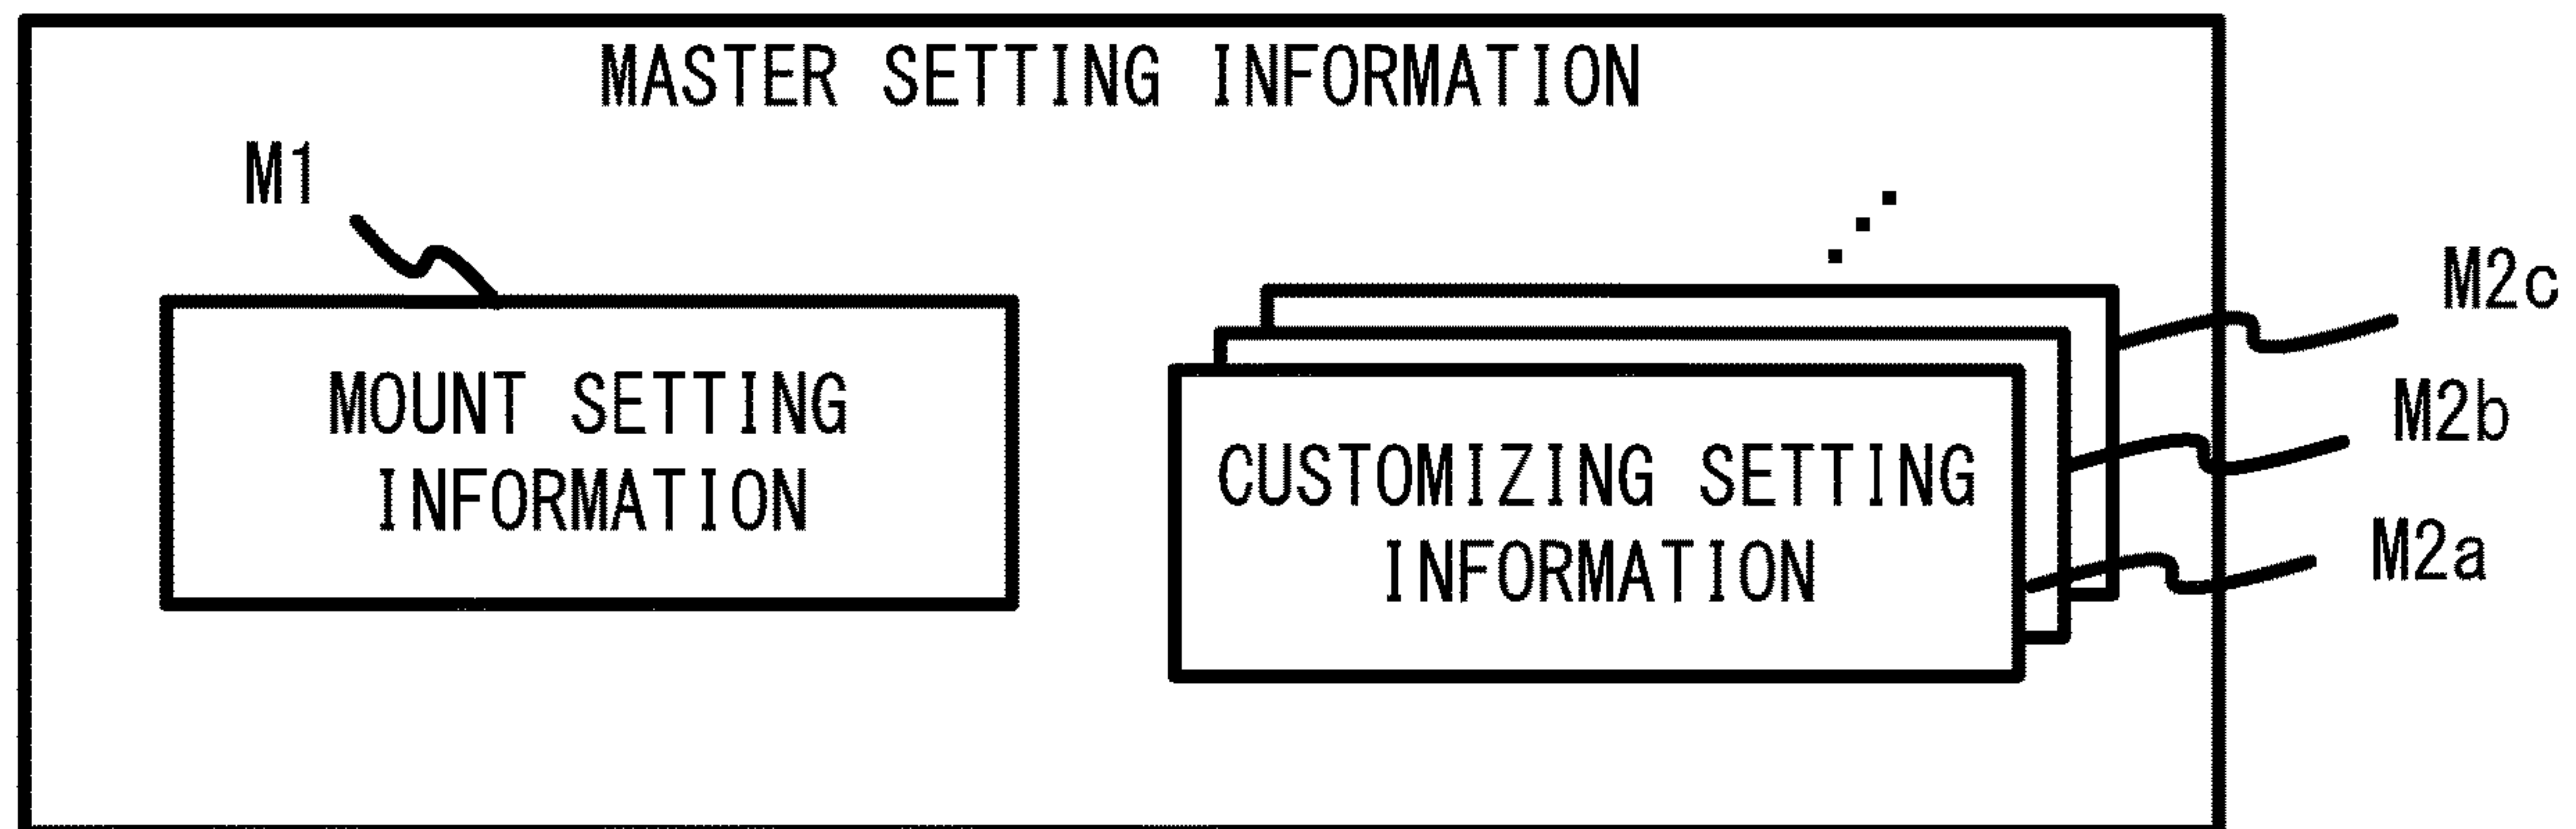 MASTER SETTING INFORMATION
M1
MOUNT SETTING
INFORMATION
CUSTOMIZING SETTING
INFORMATION
M2c
M2b
M2a